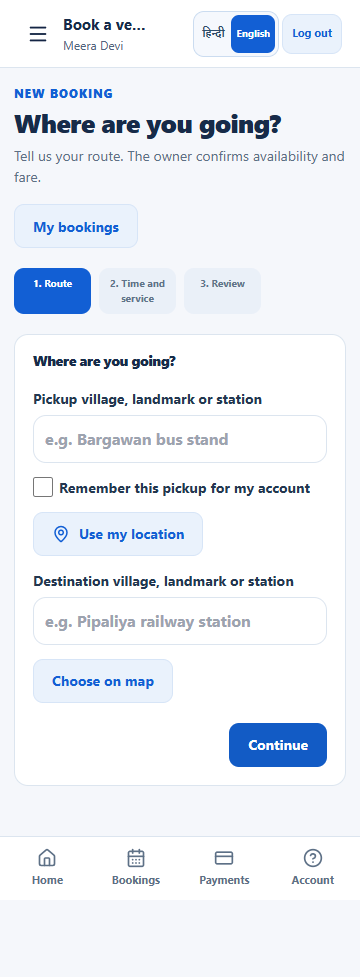 Book a ve...
Meera Devi
हिन्दी
English
Log out
NEW BOOKING
Where are you going?
Tell us your route. The owner confirms availability and
fare.
My bookings
1. Route
2. Time and
service
3. Review
Where are you going?
Pickup village, landmark or station
e.g. Bargawan bus stand
Remember this pickup for my account
Use my location
Destination village, landmark or station
e.g. Pipaliya railway station
Choose on map
Continue
Home
Bookings
Payments
Account